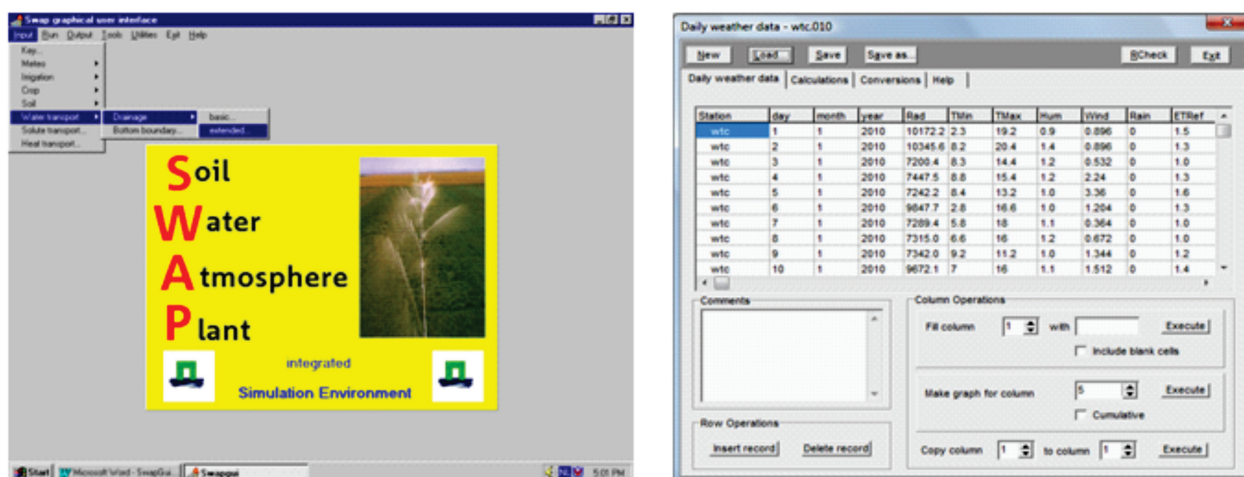 Swap graphical user interface
Input Run Output Tools Utilities Exit Help
Key...
Meteo
Irrigation
Crop
Soil
Water transport
Solute transport...
Heat transport...
Drainage
Bottom boundary...
basic...
extended...
Soil
Water
Atmosphere
Plant
integrated
Simulation Environment
Start Microsoft Word - SwapGui... Swapgui NL 5:01 PM
Daily weather data - wtc.010
New Load Save Save as... RCheck Exit
Daily weather data Calculations Conversions Help
Station day month year Rad TMin TMax Hum Wind Rain ETRef
wtc 1 1 2010 10172.2 2.3 19.2 0.9 0.896 0 1.5
wtc 2 1 2010 10345.6 8.2 20.4 1.4 0.896 0 1.3
wtc 3 1 2010 7200.4 8.3 14.4 1.2 0.532 0 1.0
wtc 4 1 2010 7447.5 8.8 15.4 1.2 2.24 0 1.3
wtc 5 1 2010 7242.2 8.4 13.2 1.0 3.36 0 1.6
wtc 6 1 2010 9847.7 2.8 16.6 1.0 1.204 0 1.3
wtc 7 1 2010 7289.4 5.8 18 1.1 0.364 0 1.0
wtc 8 1 2010 7315.0 6.6 16 1.2 0.672 0 1.0
wtc 9 1 2010 7342.0 9.2 11.2 1.0 1.344 0 1.2
wtc 10 1 2010 9672.1 7 16 1.1 1.512 0 1.4
Comments
Column Operations
Fill column 1 with Execute
Include blank cells
Make graph for column 5 Execute
Cumulative
Row Operations
Insert record Delete record
Copy column 1 to column 1 Execute